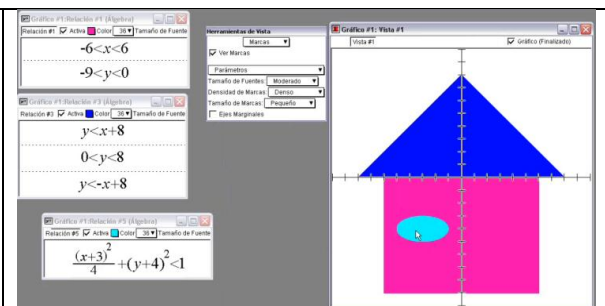 Gráfico #1:Relación #1 (Álgebra)
Relación #1 Activa Color 36 Tamaño de Fuente
-6<x<6
-9<y<0
Gráfico #1:Relación #3 (Álgebra)
Relación #3 Activa Color 36 Tamaño de Fuente
y<x+8
0<y<8
y<-x+8
Gráfico #1:Relación #5 (Álgebra)
Relación #5 Activa Color 36 Tamaño de Fuente
(x+3)²/4 +(y+4)²<1
Herramientas de Vista
Marcas
Ver Marcas
Parámetros
Tamaño de Fuentes: Moderado
Densidad de Marcas: Denso
Tamaño de Marcas: Pequeño
Ejes Marginales
Gráfico #1: Vista #1
Vista #1
Gráfico (Finalizado)